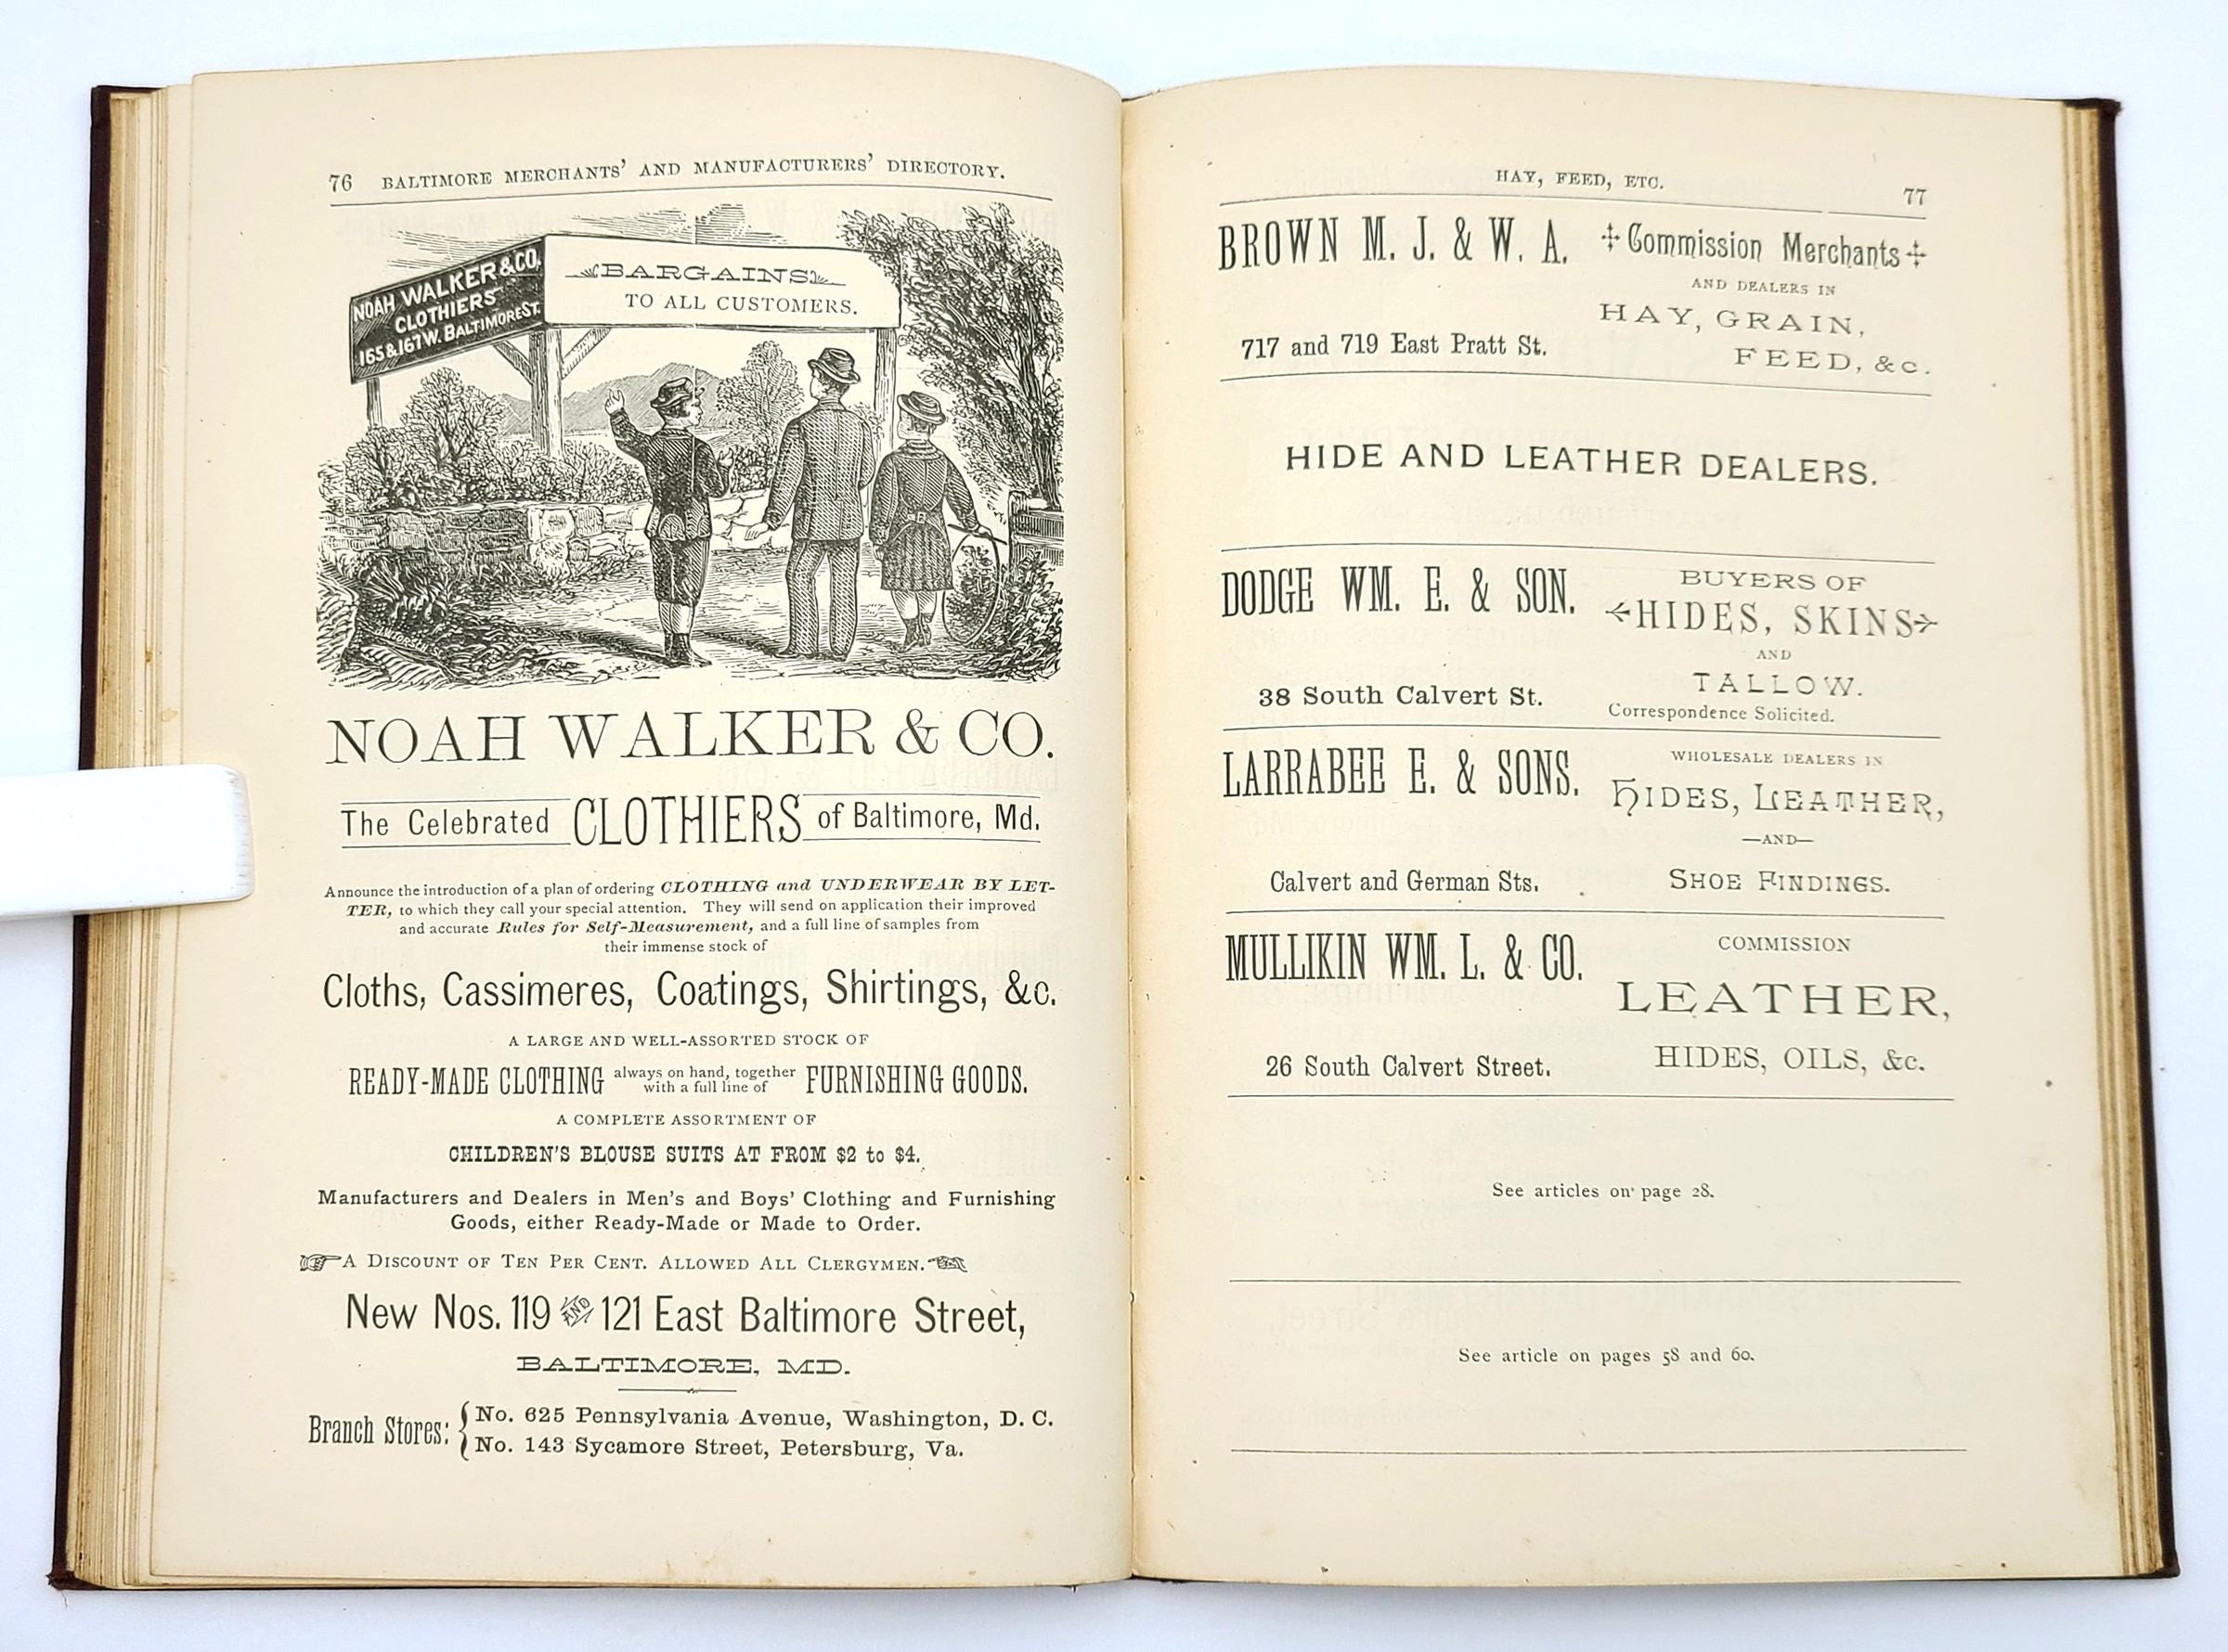 76 BALTIMORE MERCHANTS' AND MANUFACTURERS' DIRECTORY.
NOAH WALKER & CO,
CLOTHIERS
165 & 167 W. BALTIMORE ST.
BARGAINS
TO ALL CUSTOMERS.
NOAH WALKER & CO.
The Celebrated CLOTHIERS of Baltimore, Md.
Announce the introduction of a plan of ordering CLOTHING and UNDERWEAR BY LET-
TER, to which they call your special attention. They will send on application their improved
and accurate Rules for Self-Measurement, and a full line of samples from
their immense stock of
Cloths, Cassimeres, Coatings, Shirtings, &c.
A LARGE AND WELL-ASSORTED STOCK OF
READY-MADE CLOTHING always on hand, together with a full line of FURNISHING GOODS.
A COMPLETE ASSORTMENT OF
CHILDREN'S BLOUSE SUITS AT FROM $2 to $4.
Manufacturers and Dealers in Men's and Boys' Clothing and Furnishing
Goods, either Ready-Made or Made to Order.
A DISCOUNT OF TEN PER CENT. ALLOWED ALL CLERGYMEN.
New Nos. 119 AND 121 East Baltimore Street,
BALTIMORE, MD.
Branch Stores: { No. 625 Pennsylvania Avenue, Washington, D. C.
No. 143 Sycamore Street, Petersburg, Va.
HAY, FEED, ETC. 77
BROWN M. J. & W. A.
717 and 719 East Pratt St.
Commission Merchants
AND DEALERS IN
HAY, GRAIN,
FEED, &c.
HIDE AND LEATHER DEALERS.
DODGE WM. E. & SON.
38 South Calvert St.
BUYERS OF
HIDES, SKINS
AND
TALLOW.
Correspondence Solicited.
LARRABEE E. & SONS.
Calvert and German Sts.
WHOLESALE DEALERS IN
HIDES, LEATHER,
—AND—
SHOE FINDINGS.
MULLIKIN WM. L. & CO.
26 South Calvert Street.
COMMISSION
LEATHER,
HIDES, OILS, &c.
See articles on page 28.
See article on pages 58 and 60.